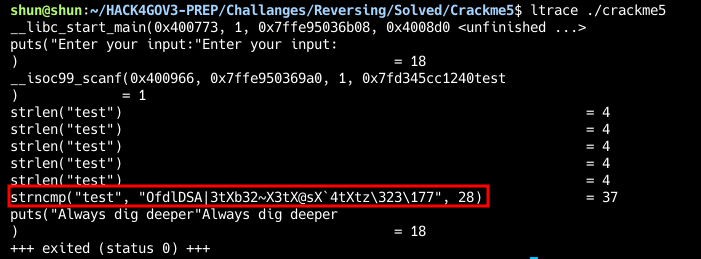 shun@shun:~/HACK4GOV3-PREP/Challanges/Reversing/Solved/Crackme5$ ltrace ./crackme5
__libc_start_main(0x400773, 1, 0x7ffe95036b08, 0x4008d0 <unfinished ...>
puts("Enter your input:"Enter your input:
) = 18
__isoc99_scanf(0x400966, 0x7ffe950369a0, 1, 0x7fd345cc1240test
) = 1
strlen("test") = 4
strlen("test") = 4
strlen("test") = 4
strlen("test") = 4
strlen("test") = 4
strncmp("test", "OfdlDSA|3tXb32~X3tX@sX`4tXtz\323\177", 28) = 37
puts("Always dig deeper"Always dig deeper
) = 18
+++ exited (status 0) +++